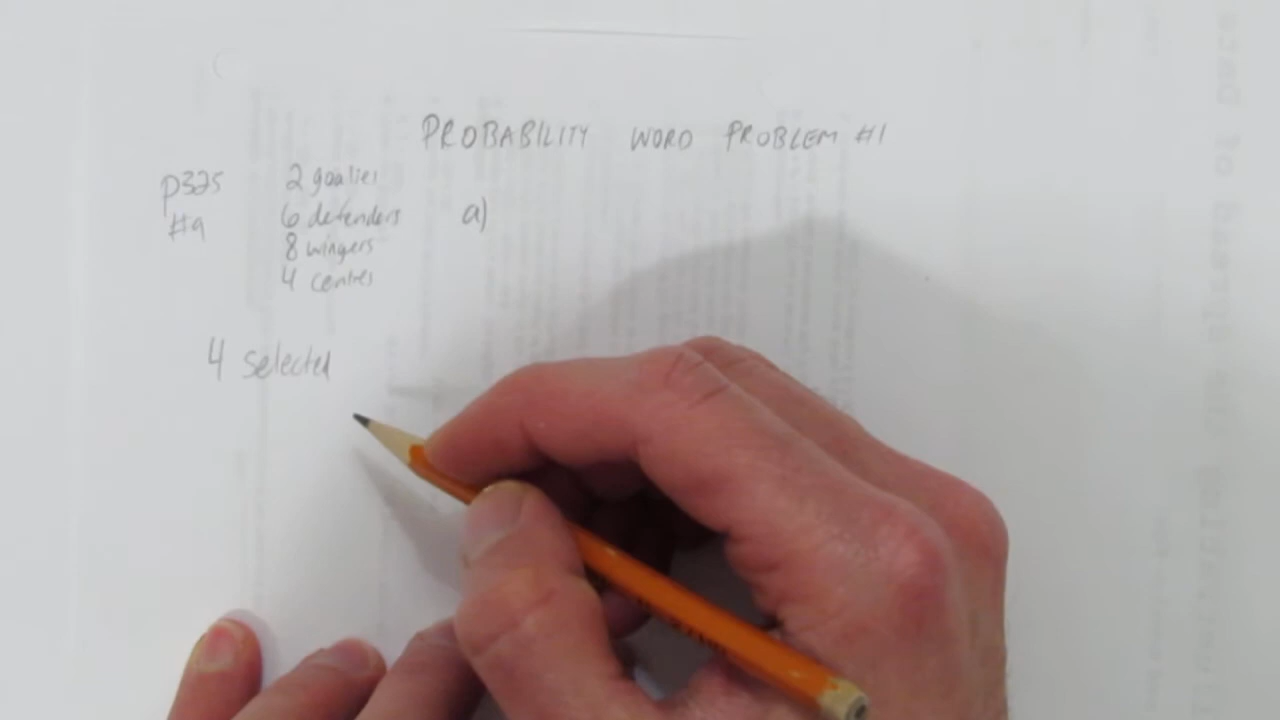 PROBABILITY WORD PROBLEM #1
p325
#9
2 goalies
6 defenders
8 wingers
4 centres
a)
4 selected